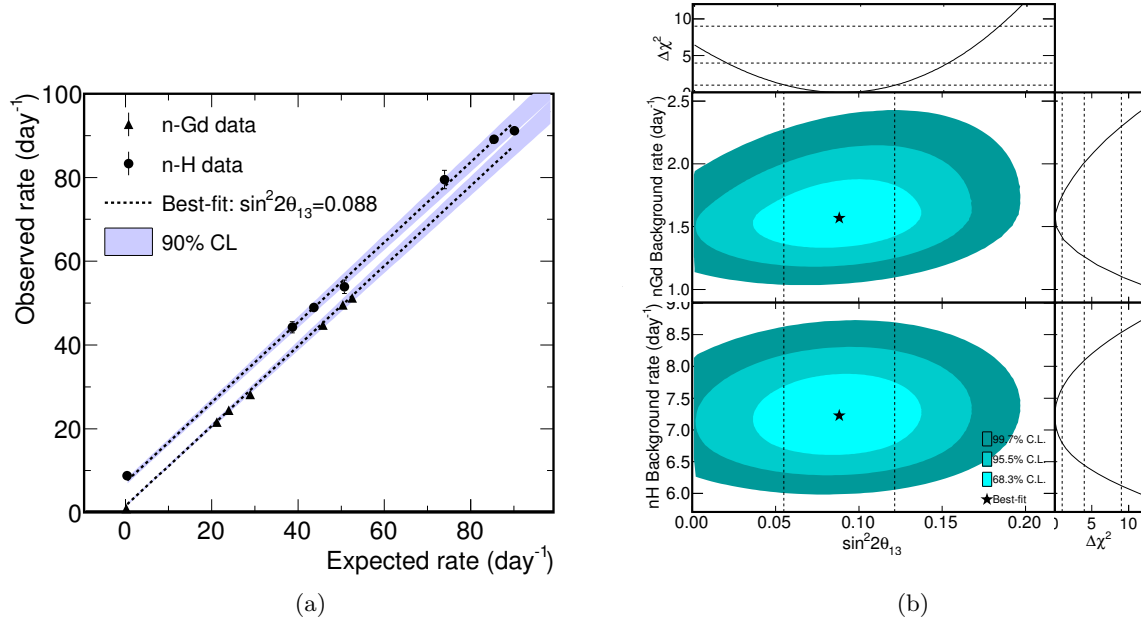 100
80
60
40
20
0
0
20
40
60
80
Observed rate (day⁻¹)
Expected rate (day⁻¹)
n-Gd data
n-H data
Best-fit: sin²2θ₁₃=0.088
90% CL
(a)
10
5
0
Δχ²
2.5
2.0
1.5
1.0
nGd Background rate (day⁻¹)
9.0
8.5
8.0
7.5
7.0
6.5
6.0
nH Background rate (day⁻¹)
99.7% C.L.
95.5% C.L.
68.3% C.L.
Best-fit
0.00
0.05
0.10
0.15
0.20
sin²2θ₁₃
0
5
10
Δχ²
(b)